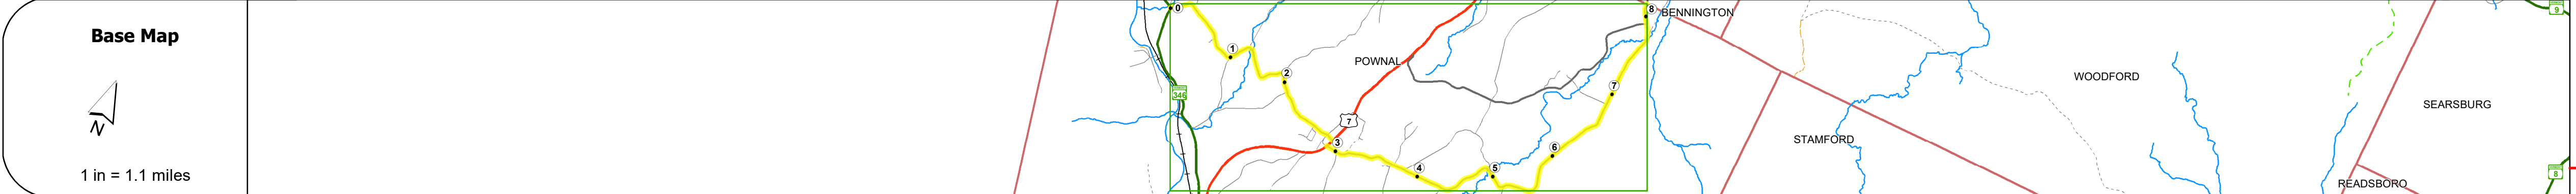 Base Map
N
1 in = 1.1 miles
0
1
2
3
4
5
6
7
8
346
7
POWNAL
BENNINGTON
STAMFORD
WOODFORD
SEARSBURG
READSBORO
9
8